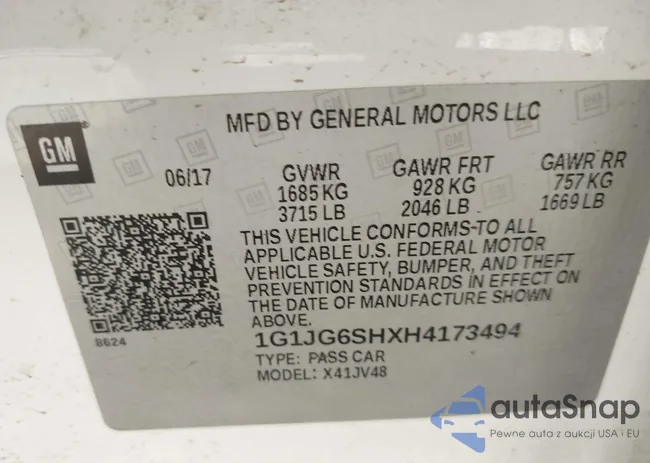 MFD BY GENERAL MOTORS LLC
GM
06/17 GVWR GAWR FRT GAWR RR
1685 KG 928 KG 757 KG
3715 LB 2046 LB 1669 LB
THIS VEHICLE CONFORMS-TO ALL
APPLICABLE U.S. FEDERAL MOTOR
VEHICLE SAFETY, BUMPER, AND THEFT
PREVENTION STANDARDS IN EFFECT ON
THE DATE OF MANUFACTURE SHOWN
ABOVE.
8624
1G1JG6SHXH4173494
TYPE: PASS CAR
MODEL: X41JV48
autaSnap
Pewne auta z aukcji USA i EU